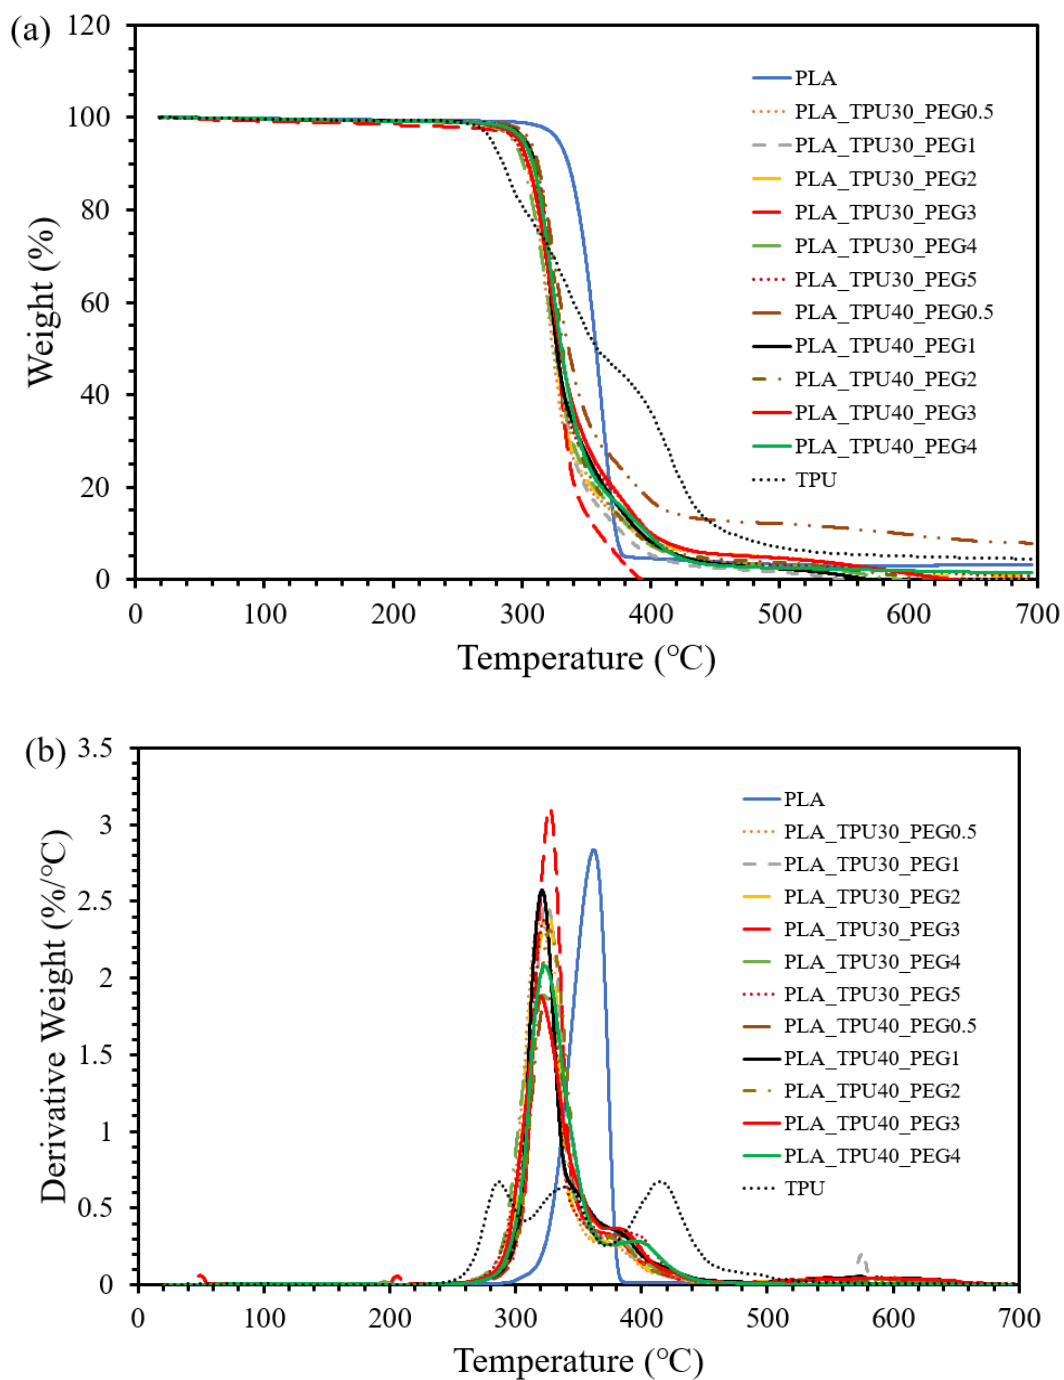 (a)
120
100
80
60
40
20
0
Weight (%)
PLA
PLA_TPU30_PEG0.5
PLA_TPU30_PEG1
PLA_TPU30_PEG2
PLA_TPU30_PEG3
PLA_TPU30_PEG4
PLA_TPU30_PEG5
PLA_TPU40_PEG0.5
PLA_TPU40_PEG1
PLA_TPU40_PEG2
PLA_TPU40_PEG3
PLA_TPU40_PEG4
TPU
0 100 200 300 400 500 600 700
Temperature (℃)
(b)
3.5
3
2.5
2
1.5
1
0.5
0
Derivative Weight (%/℃)
PLA
PLA_TPU30_PEG0.5
PLA_TPU30_PEG1
PLA_TPU30_PEG2
PLA_TPU30_PEG3
PLA_TPU30_PEG4
PLA_TPU30_PEG5
PLA_TPU40_PEG0.5
PLA_TPU40_PEG1
PLA_TPU40_PEG2
PLA_TPU40_PEG3
PLA_TPU40_PEG4
TPU
0 100 200 300 400 500 600 700
Temperature (℃)